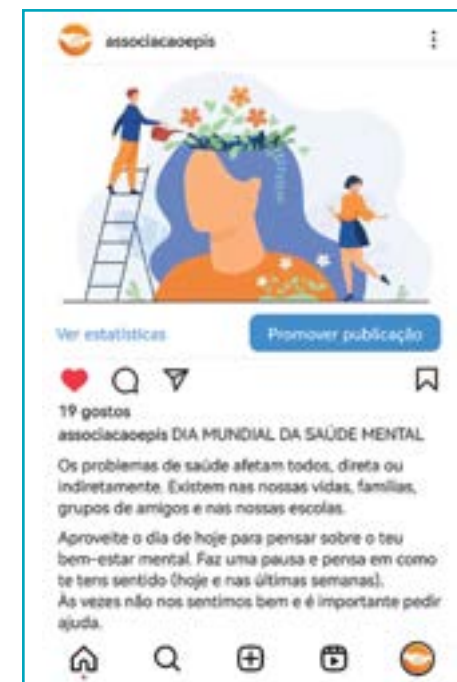 associacaoepis
Ver estatísticas
Promover publicação
19 gostos
associacaoepis DIA MUNDIAL DA SAÚDE MENTAL
Os problemas de saúde afetam todos, direta ou
indiretamente. Existem nas nossas vidas, famílias,
grupos de amigos e nas nossas escolas.
Aproveite o dia de hoje para pensar sobre o teu
bem-estar mental. Faz uma pausa e pensa em como
te tens sentido (hoje e nas últimas semanas).
Às vezes não nos sentimos bem e é importante pedir
ajuda.